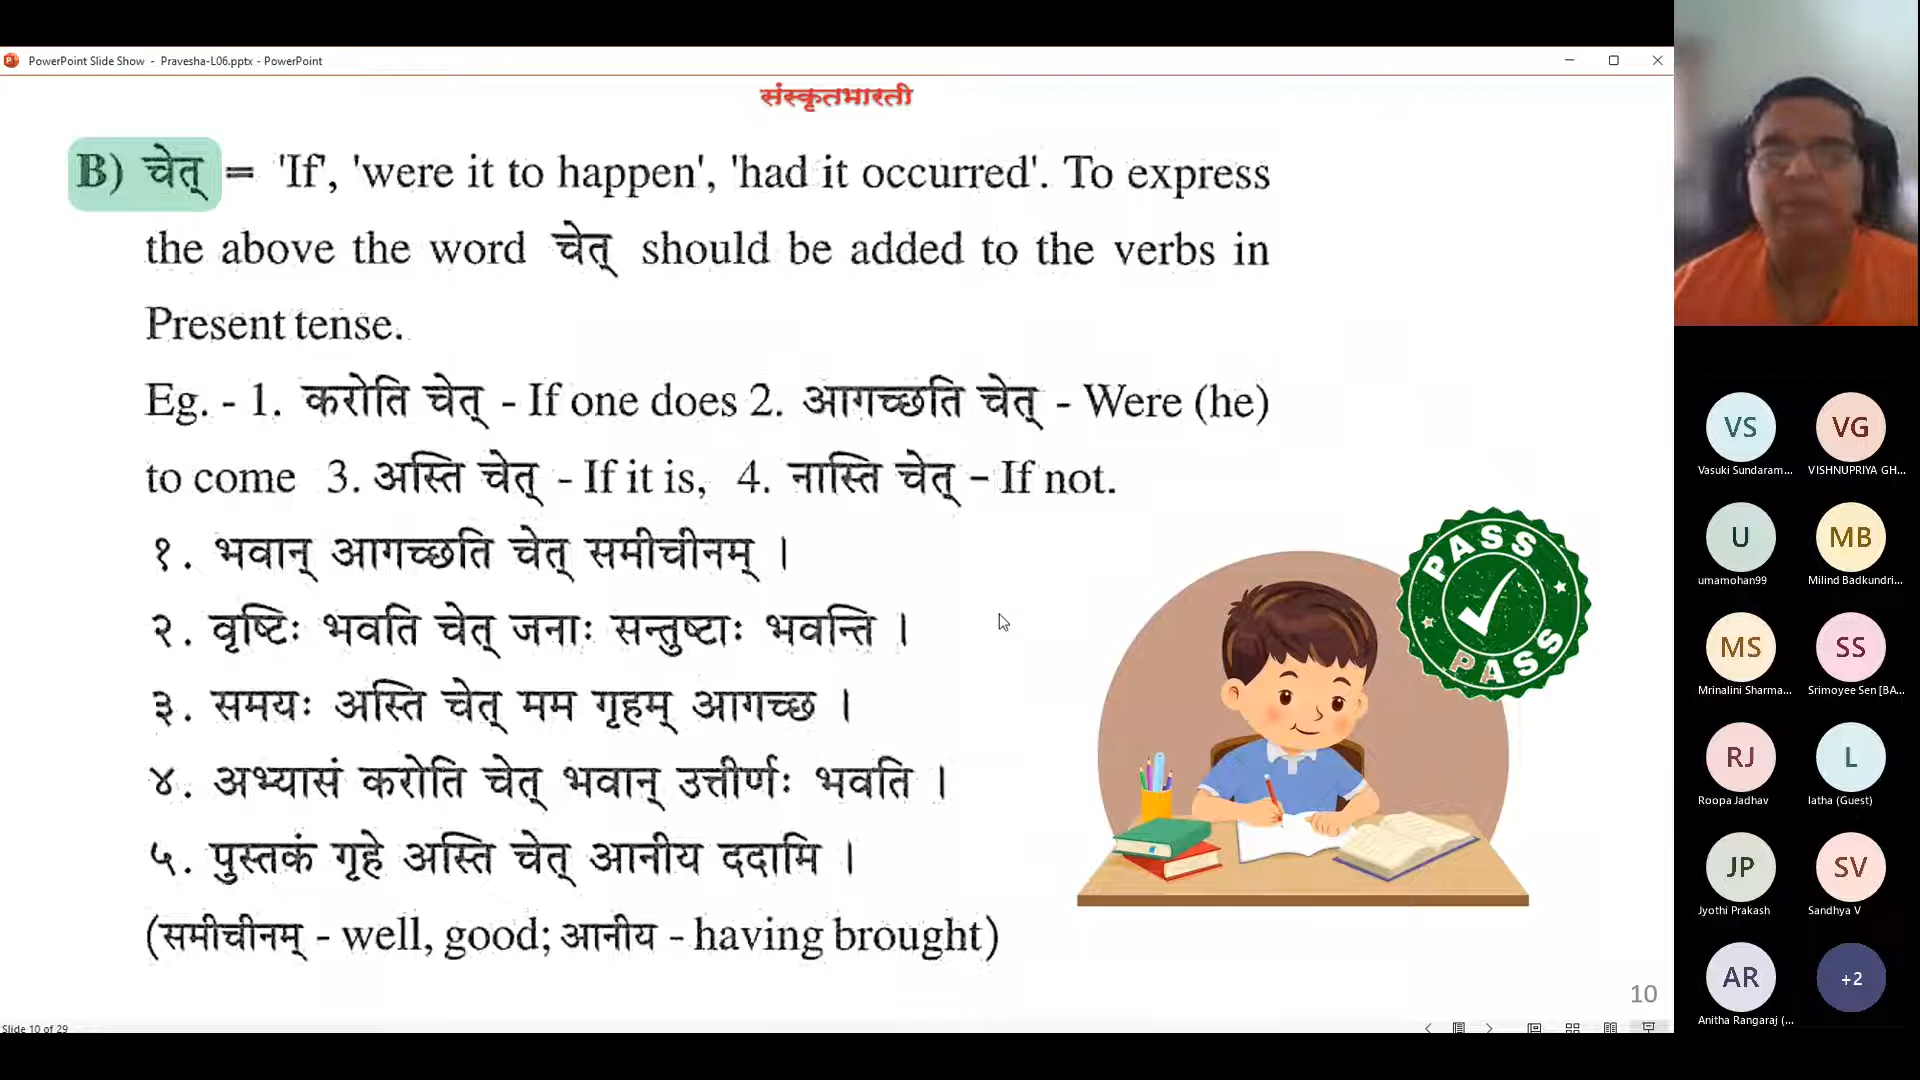 PowerPoint Slide Show - Pravesha-L06.pptx - PowerPoint
संस्कृतभारती
B) चेत् = 'If', 'were it to happen', 'had it occurred'. To express
the above the word चेत् should be added to the verbs in
Present tense.
Eg. - 1. करोति चेत् - If one does 2. आगच्छति चेत् - Were (he)
to come 3. अस्ति चेत् - If it is, 4. नास्ति चेत् - If not.
१. भवान् आगच्छति चेत् समीचीनम् ।
२. वृष्टिः भवति चेत् जनाः सन्तुष्टाः भवन्ति ।
३. समयः अस्ति चेत् मम गृहम् आगच्छ ।
४. अभ्यासं करोति चेत् भवान् उत्तीर्णः भवति ।
५. पुस्तकं गृहे अस्ति चेत् आनीय ददामि ।
(समीचीनम् - well, good; आनीय - having brought)
PASS
PASS
10
Slide 10 of 29
VS
VG
Vasuki Sundaram...
VISHNUPRIYA GH...
U
MB
umamohan99
Milind Badkundri...
MS
SS
Mrinalini Sharma...
Srimoyee Sen [BA...
RJ
L
Roopa Jadhav
latha (Guest)
JP
SV
Jyothi Prakash
Sandhya V
AR
+2
Anitha Rangaraj (...